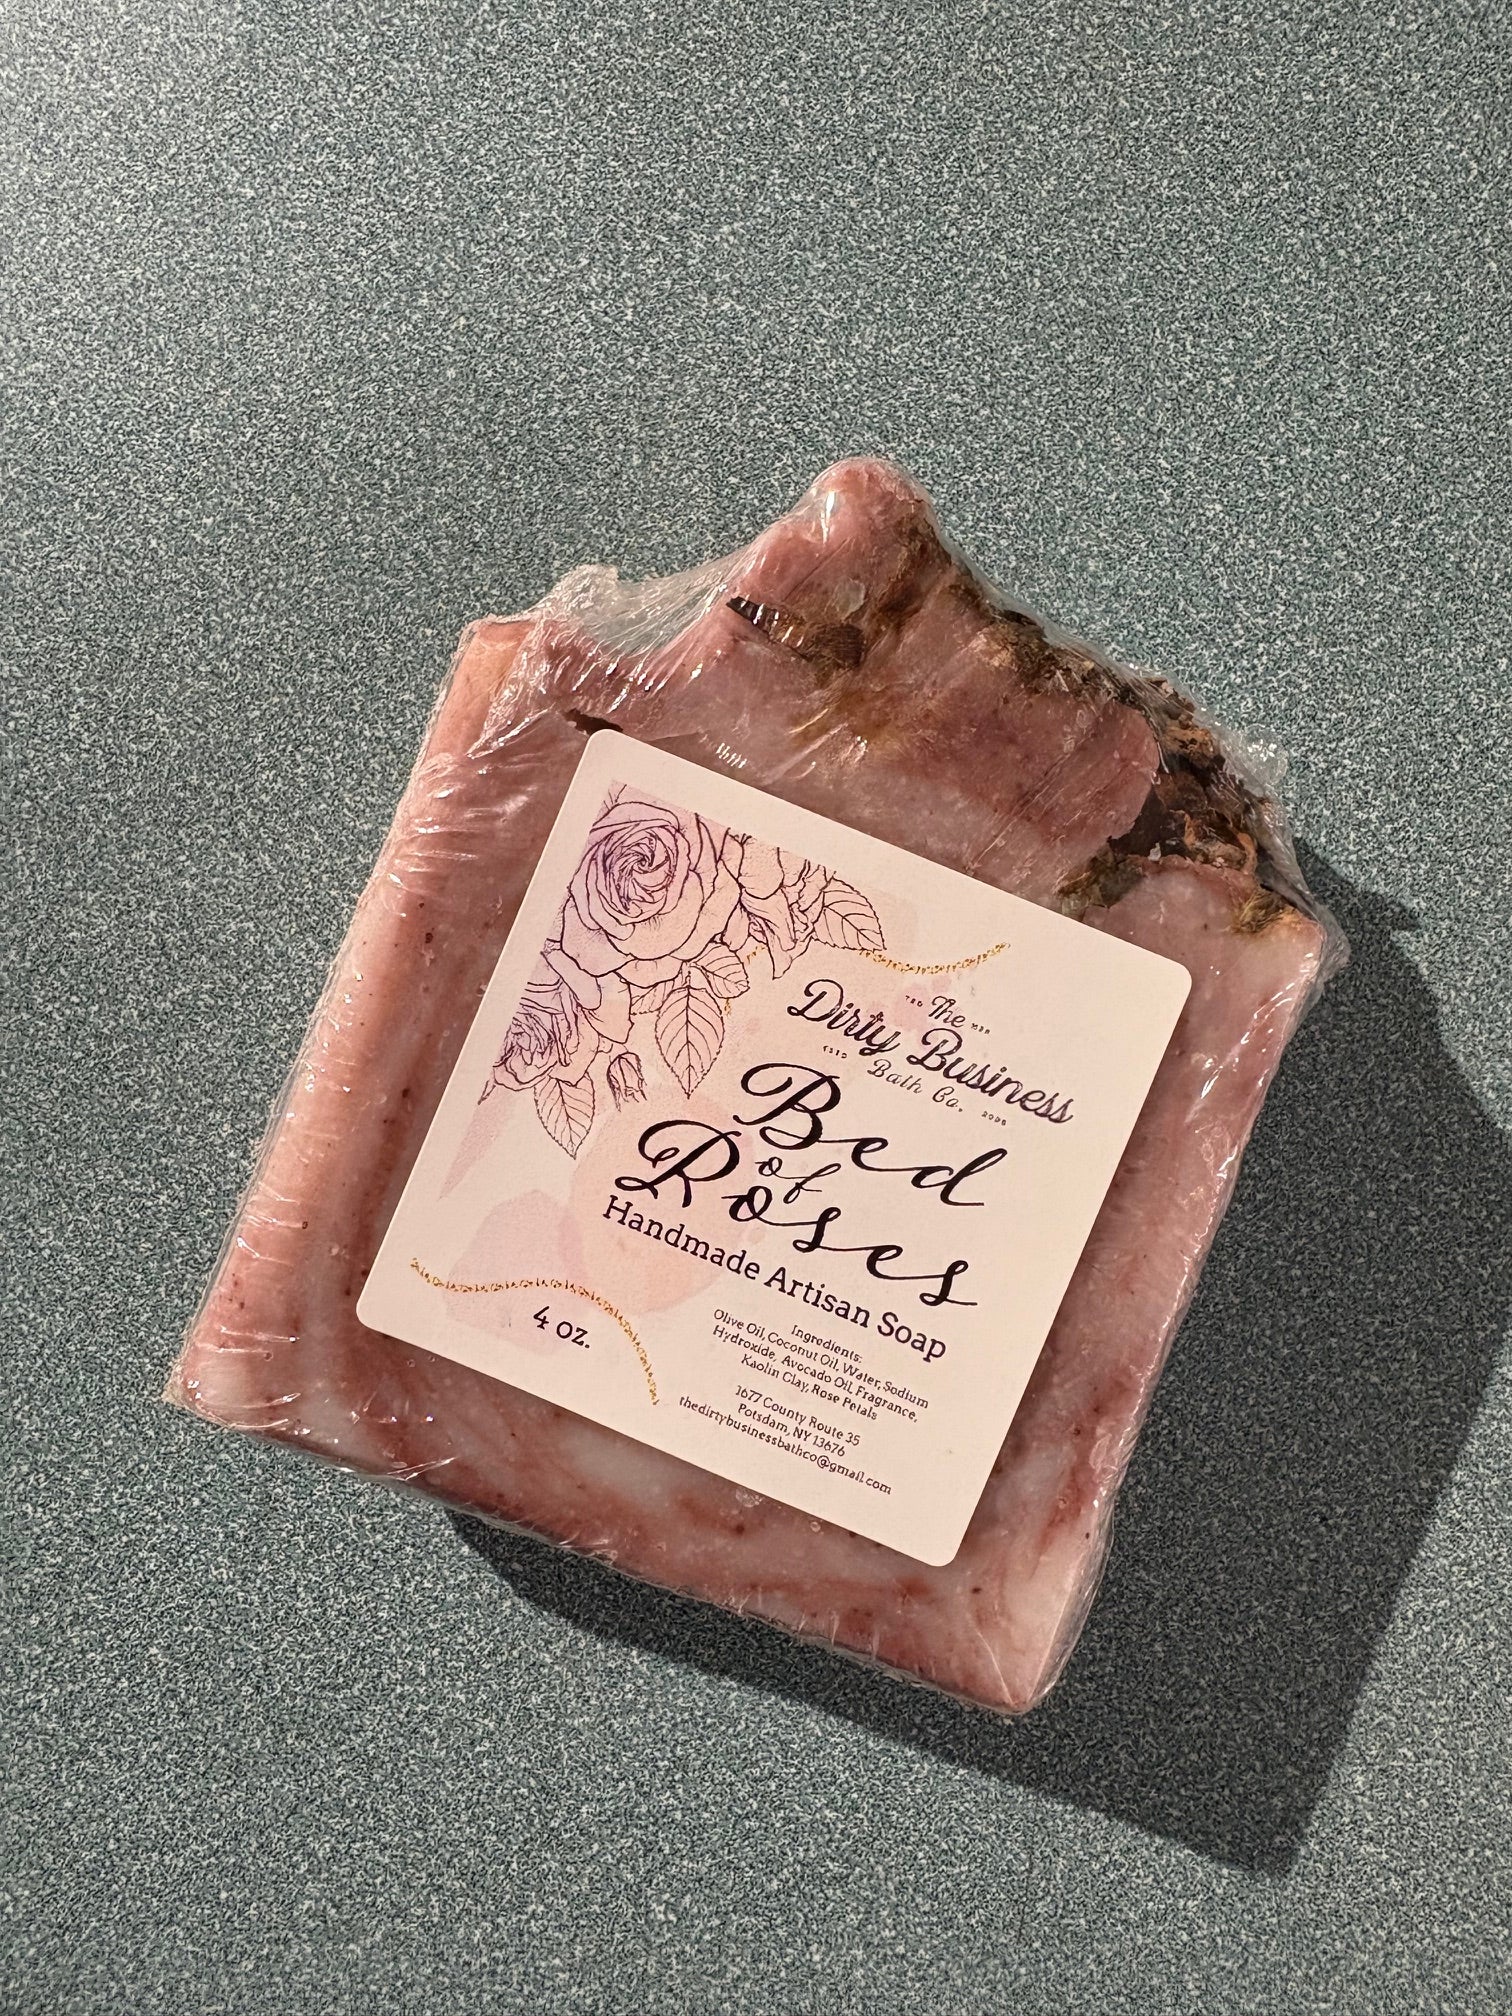 The
Dirty Business
Bath Co.
Bed
of
Roses
Handmade Artisan Soap
4 oz.
Ingredients:
Olive Oil, Coconut Oil, Water, Sodium
Hydroxide, Avocado Oil, Fragrance,
Kaolin Clay, Rose Petals
1677 County Route 35
Potsdam, NY 13676
thedirtybusinessbathco@gmail.com